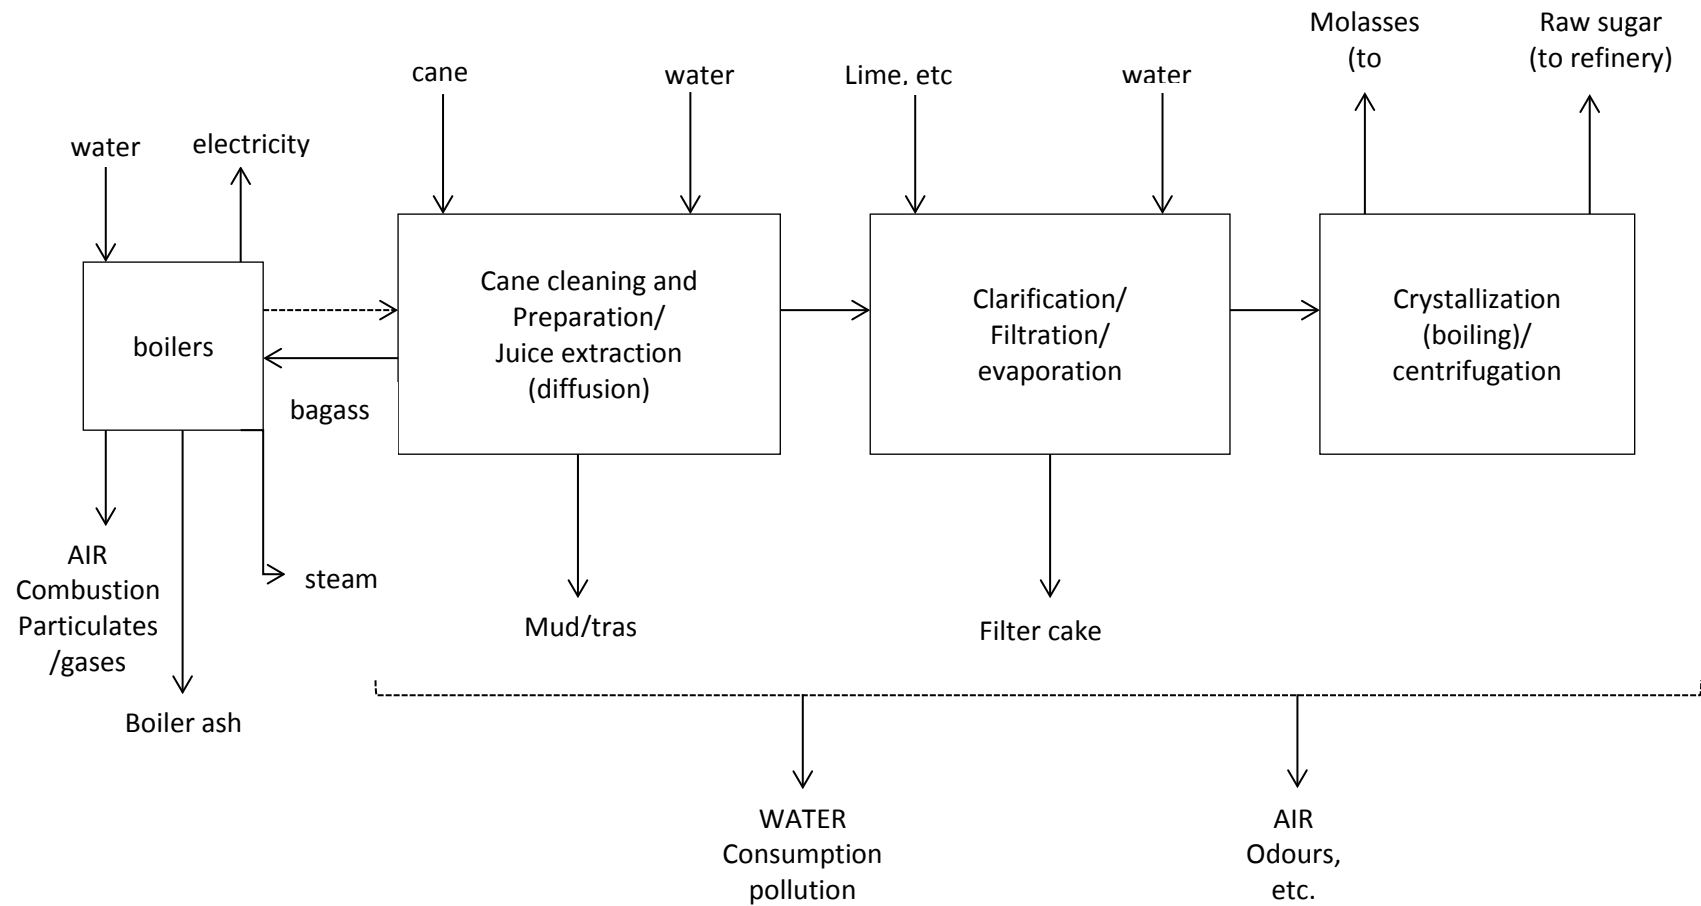 Molasses
(to
Raw sugar
(to refinery)
cane
water
Lime, etc
water
water
electricity
boilers
Cane cleaning and
Preparation/
Juice extraction
(diffusion)
Clarification/
Filtration/
evaporation
Crystallization
(boiling)/
centrifugation
bagass
AIR
Combustion
Particulates
/gases
steam
Mud/tras
Filter cake
Boiler ash
WATER
Consumption
pollution
AIR
Odours,
etc.